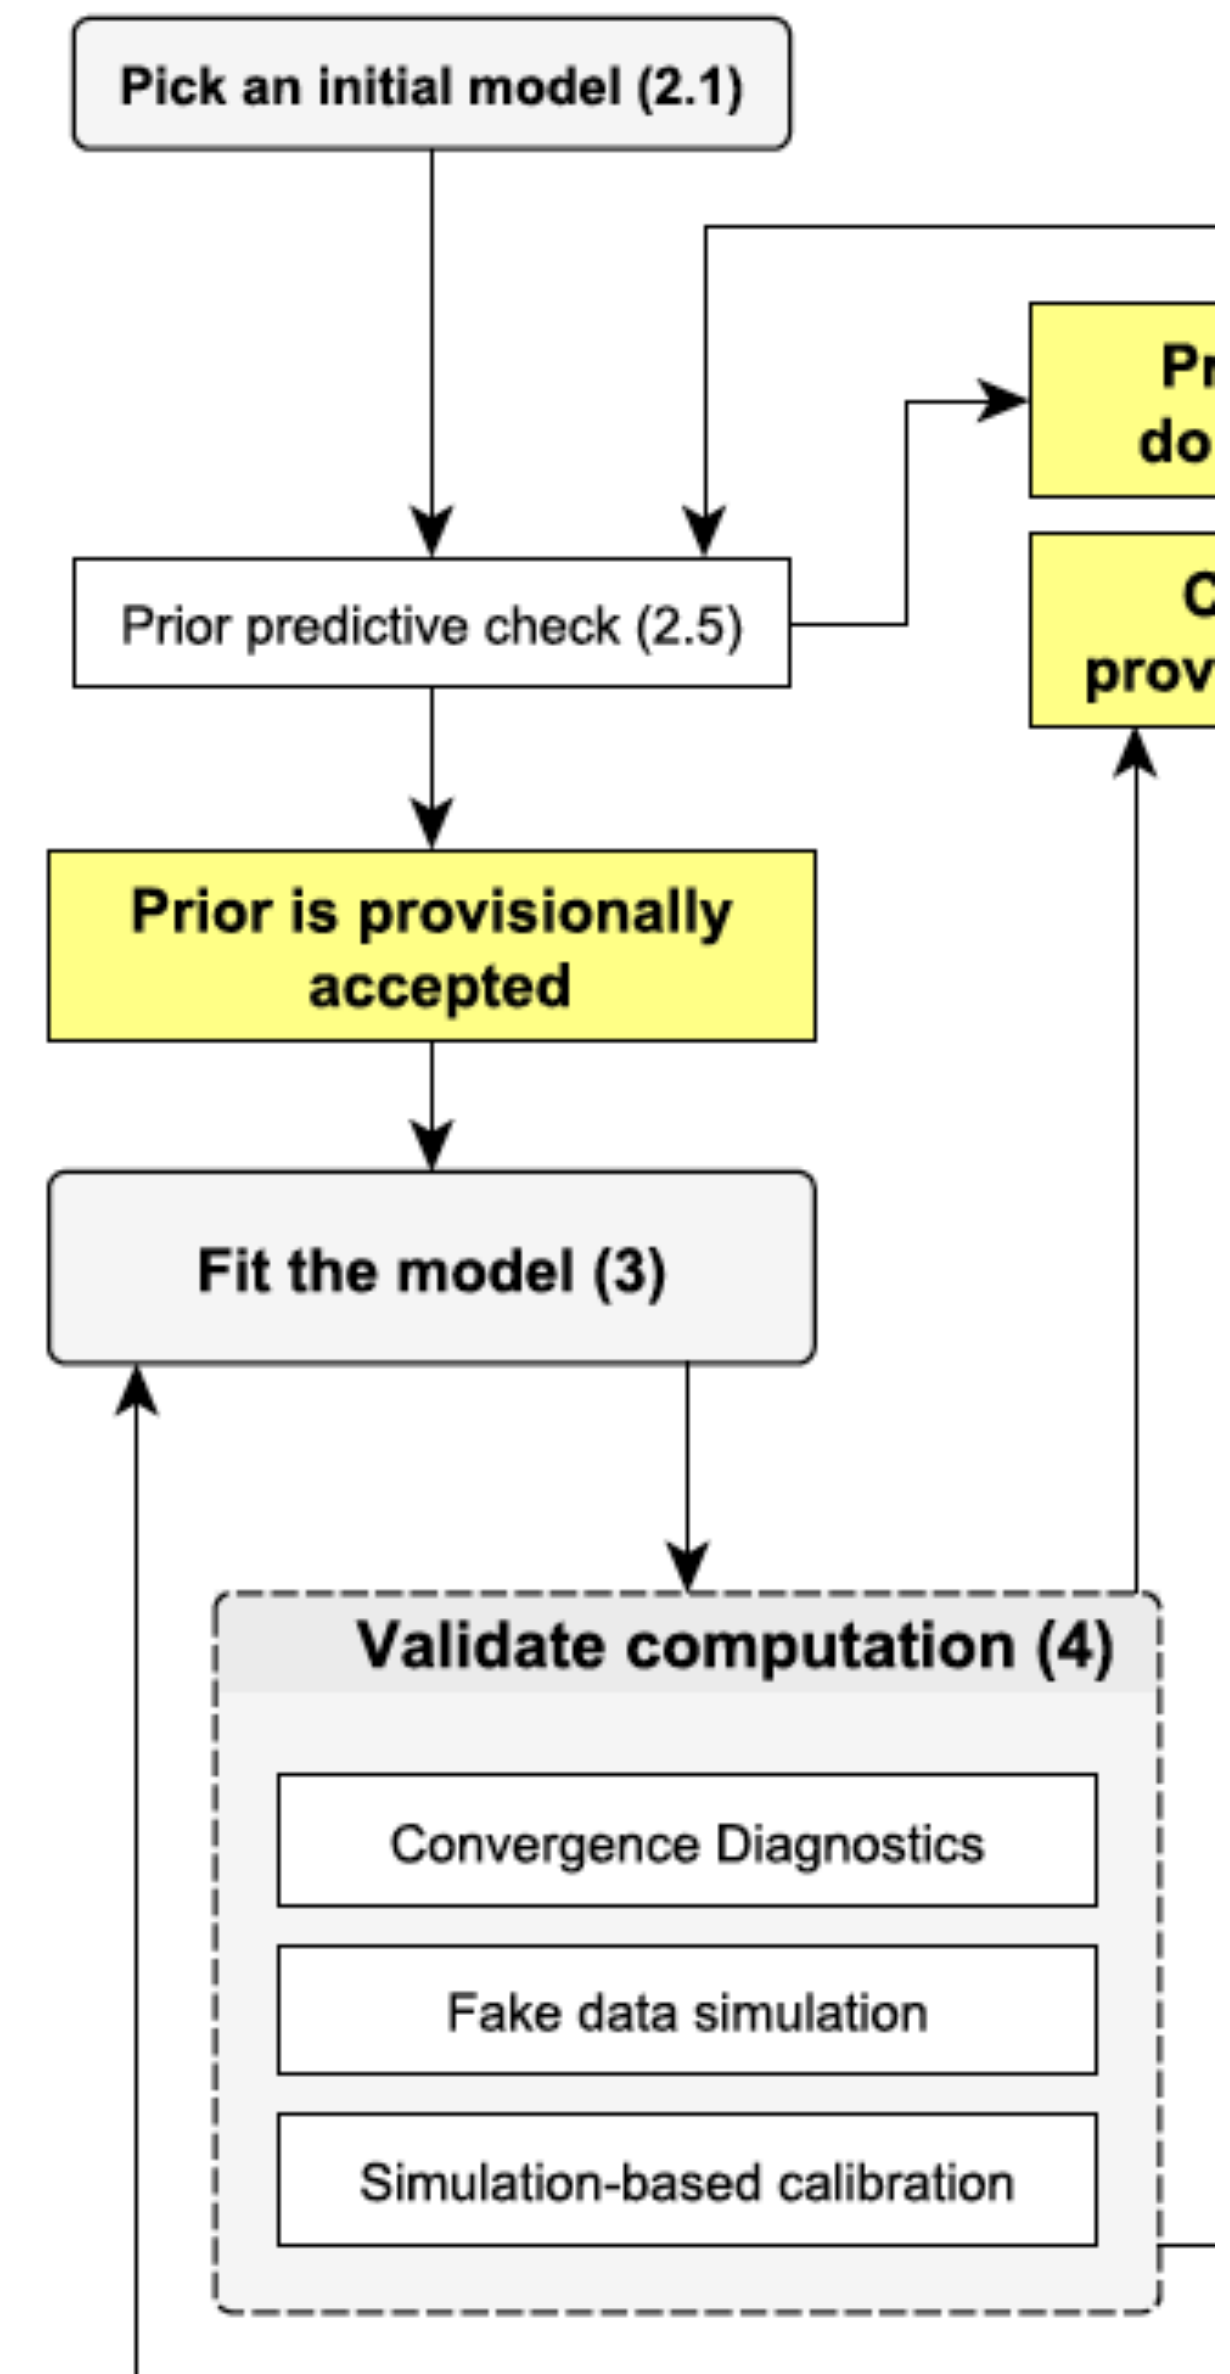 Pick an initial model (2.1)
Prior predictive check (2.5)
Prior is provisionally
accepted
Fit the model (3)
Validate computation (4)
Convergence Diagnostics
Fake data simulation
Simulation-based calibration